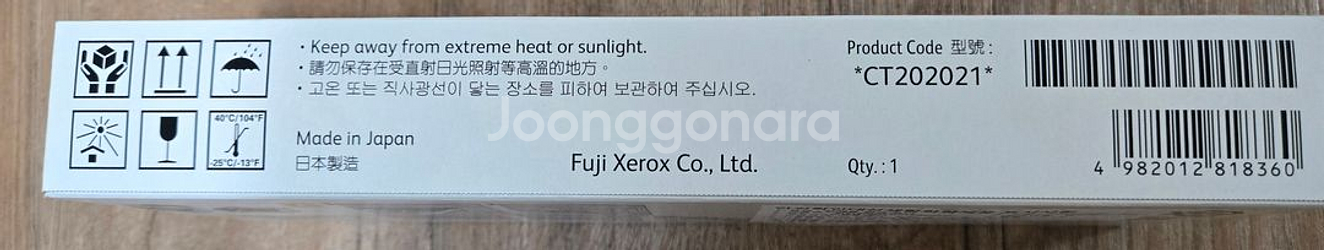 · Keep away from extreme heat or sunlight.
· 請勿保存在受直射日光照射等高溫的地方。
· 고온 또는 직사광선이 닿는 장소를 피하여 보관하여 주십시오.
40°C/104°F
-25°C/-13°F
Made in Japan
日本製造
Fuji Xerox Co., Ltd.
Product Code 型號:
*CT202021*
Qty. : 1
4 982012 818360
Joonggonara